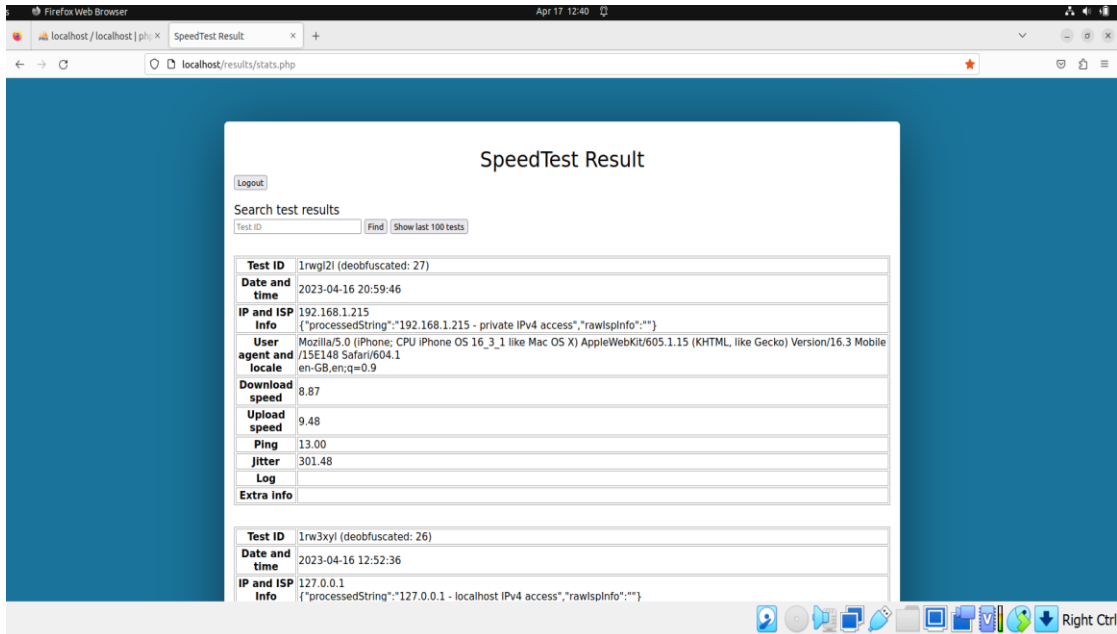 Firefox Web Browser
Apr 17 12:40
localhost / localhost | ph
SpeedTest Result
localhost/results/stats.php
SpeedTest Result
Logout
Search test results
Test ID
Find
Show last 100 tests
Test ID 1rwgl2l (deobfuscated: 27)
Date and time 2023-04-16 20:59:46
IP and ISP Info 192.168.1.215
{"processedString":"192.168.1.215 - private IPv4 access","rawIspInfo":""}
User agent and locale Mozilla/5.0 (iPhone; CPU iPhone OS 16_3_1 like Mac OS X) AppleWebKit/605.1.15 (KHTML, like Gecko) Version/16.3 Mobile
/15E148 Safari/604.1
en-GB,en;q=0.9
Download speed 8.87
Upload speed 9.48
Ping 13.00
Jitter 301.48
Log
Extra info
Test ID 1rw3xyl (deobfuscated: 26)
Date and time 2023-04-16 12:52:36
IP and ISP Info 127.0.0.1
{"processedString":"127.0.0.1 - localhost IPv4 access","rawIspInfo":""}
Right Ctrl